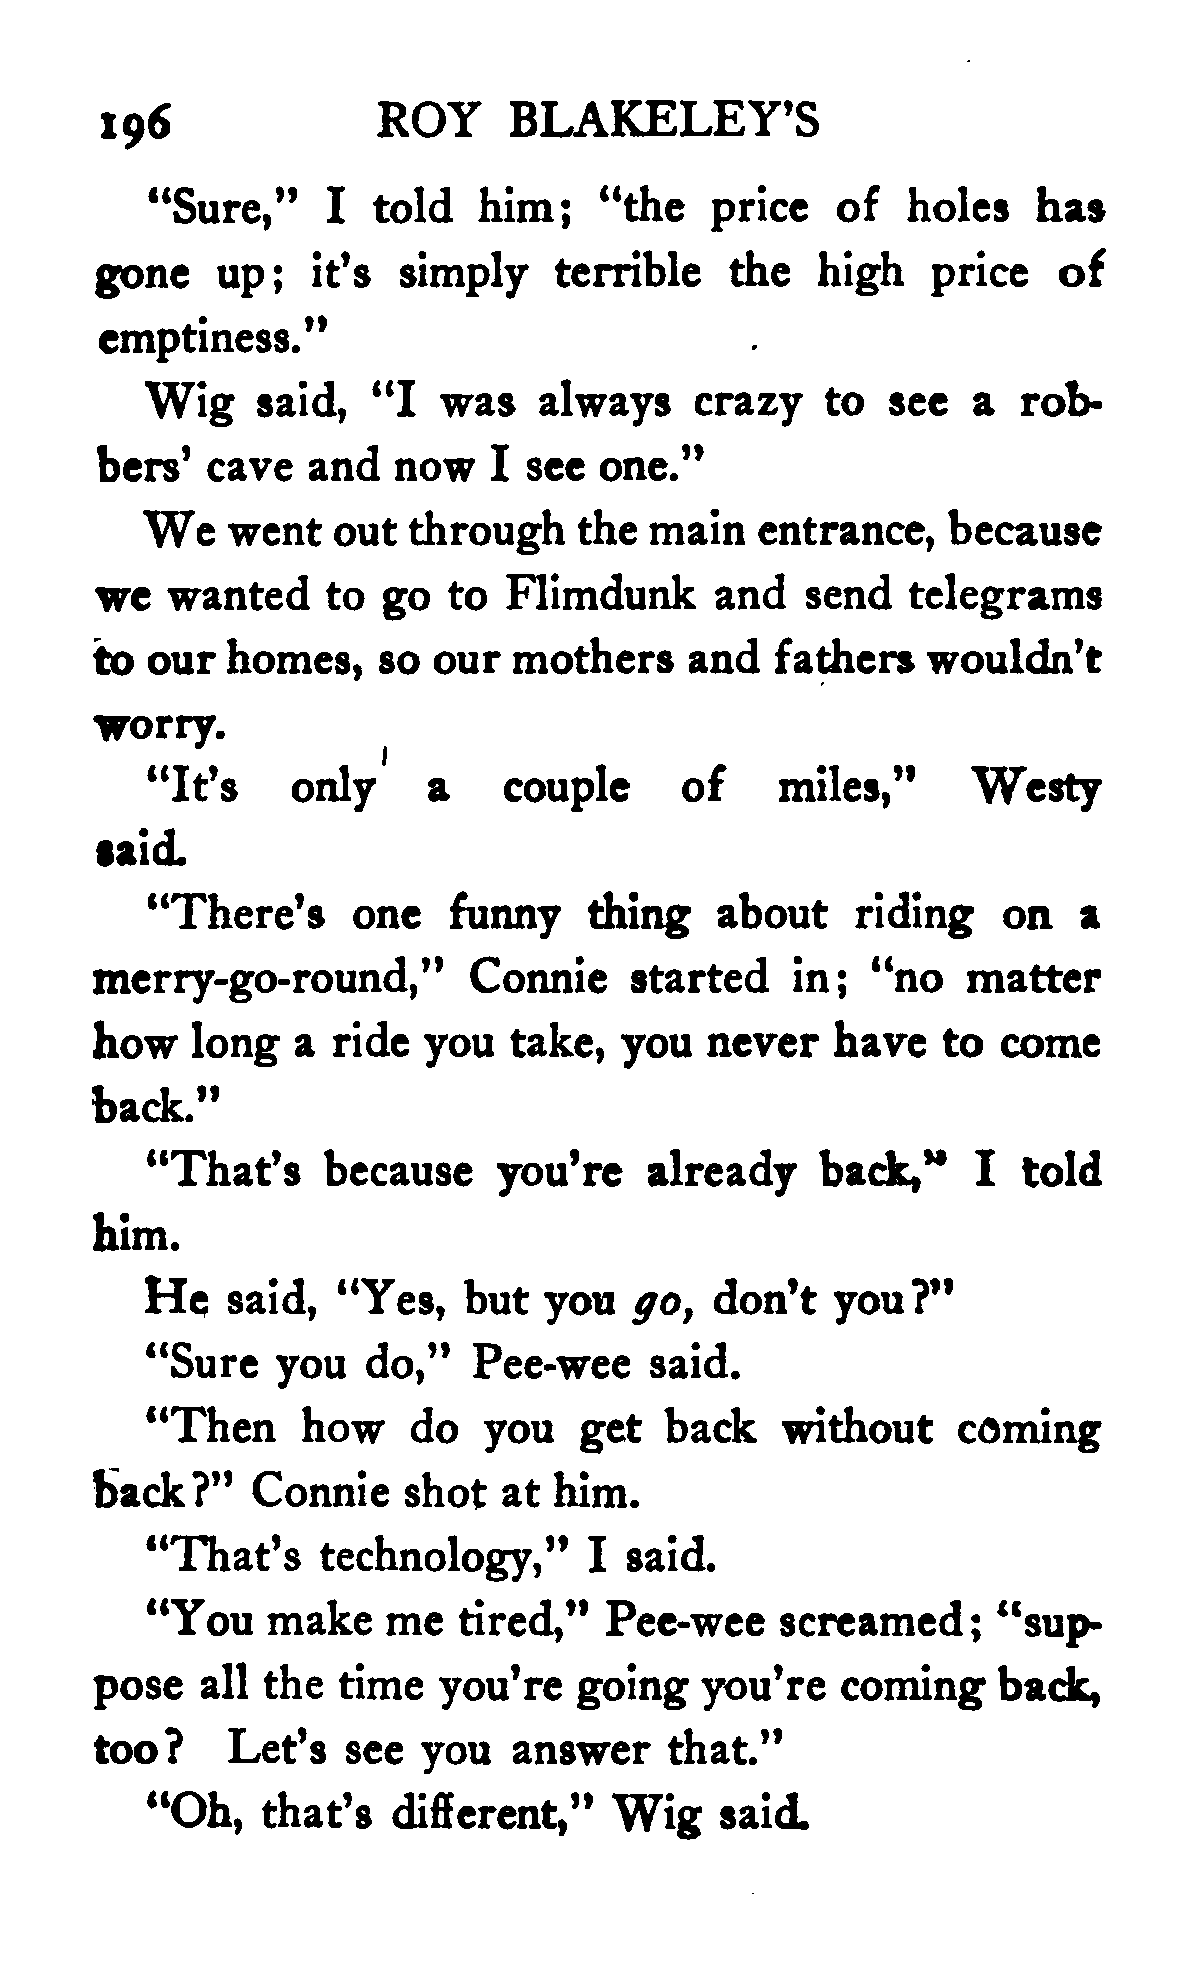 196 ROY BLAKELEY'S
"Sure," I told him; "the price of holes has
gone up; it's simply terrible the high price of
emptiness."
Wig said, "I was always crazy to see a rob-
bers' cave and now I see one."
We went out through the main entrance, because
we wanted to go to Flimdunk and send telegrams
to our homes, so our mothers and fathers wouldn't
worry.
"It's only a couple of miles," Westy
said.
"There's one funny thing about riding on a
merry-go-round," Connie started in; "no matter
how long a ride you take, you never have to come
back."
"That's because you're already back," I told
him.
He said, "Yes, but you go, don't you?"
"Sure you do," Pee-wee said.
"Then how do you get back without coming
back?" Connie shot at him.
"That's technology," I said.
"You make me tired," Pee-wee screamed; "sup-
pose all the time you're going you're coming back,
too? Let's see you answer that."
"Oh, that's different," Wig said.